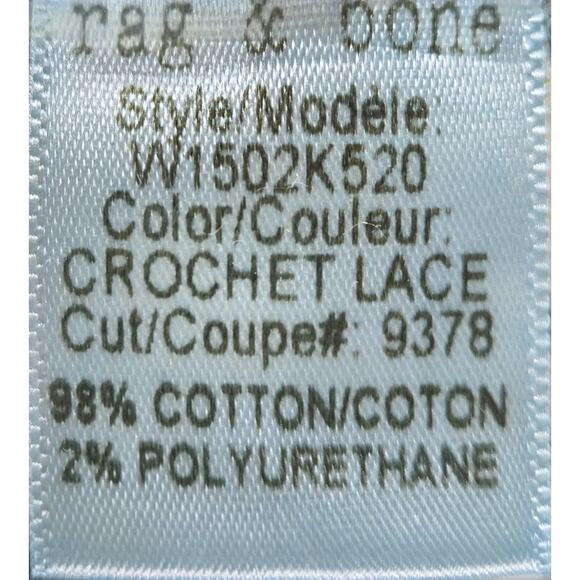 rag & bone
Style/Modèle:
W1502K520
Color/Couleur:
CROCHET LACE
Cut/Coupe#: 9378
98% COTTON/COTON
2% POLYURETHANE